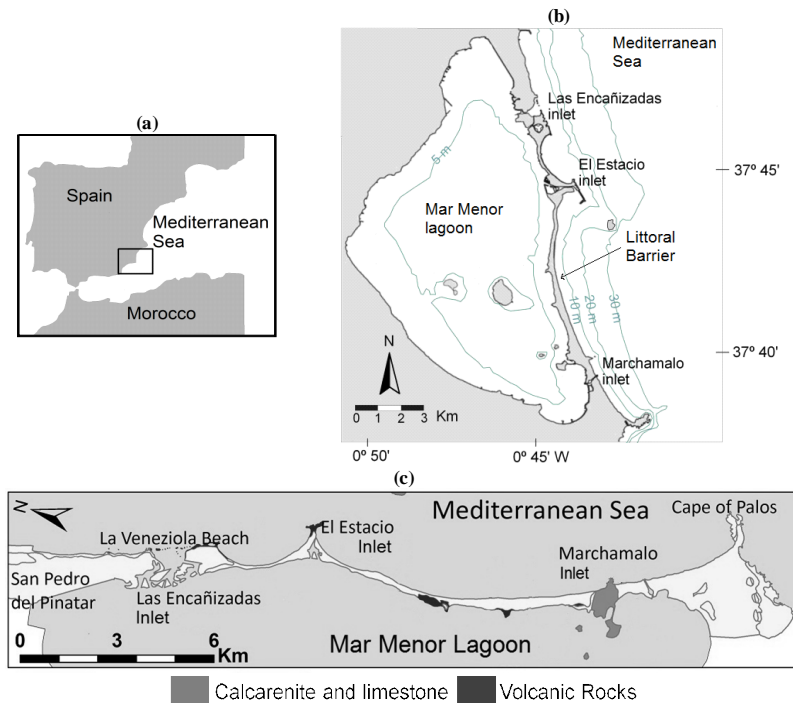 (a)
Spain
Mediterranean
Sea
Morocco
(b)
Mediterranean
Sea
Las Encañizadas
inlet
El Estacio
inlet
5 m
Mar Menor
lagoon
Littoral
Barrier
10 m
20 m
30 m
Marchamalo
inlet
N
0 1 2 3 Km
37º 45'
37º 40'
0º 50'
0º 45' W
(c)
N
Mediterranean Sea
Cape of Palos
La Veneziola Beach
El Estacio
Inlet
Marchamalo
Inlet
San Pedro
del Pinatar
Las Encañizadas
Inlet
0 3 6
Km
Mar Menor Lagoon
Calcarenite and limestone
Volcanic Rocks